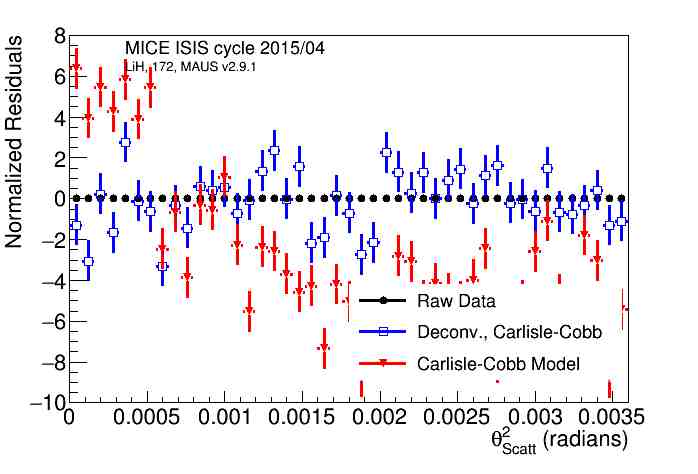 MICE ISIS cycle 2015/04
LiH, 172, MAUS v2.9.1
Normalized Residuals
8
6
4
2
0
−2
−4
−6
−8
−10
Raw Data
Deconv., Carlisle-Cobb
Carlisle-Cobb Model
0 0.0005 0.001 0.0015 0.002 0.0025 0.003 0.0035
θ²Scatt (radians)